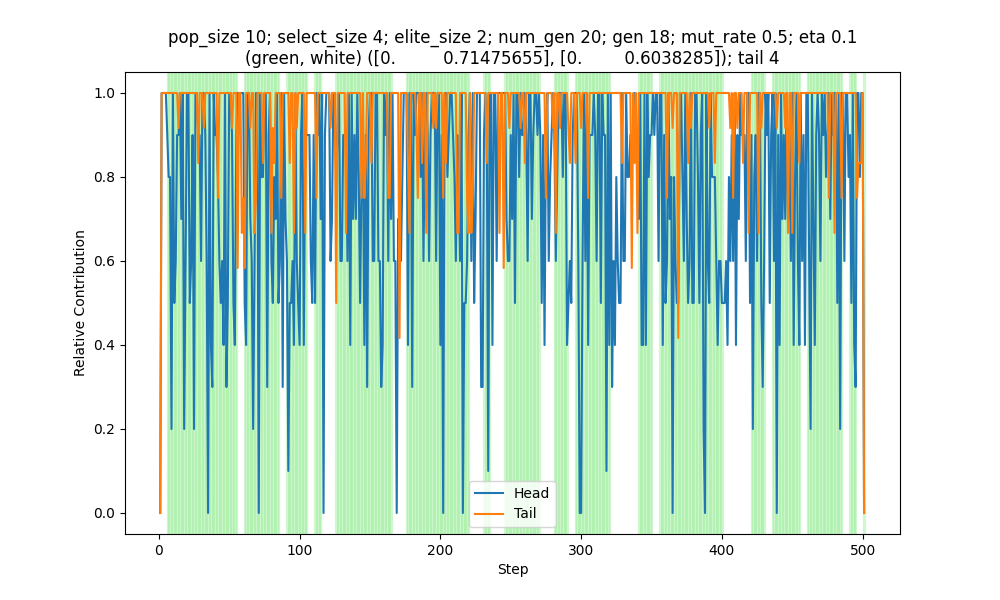 pop_size 10; select_size 4; elite_size 2; num_gen 20; gen 18; mut_rate 0.5; eta 0.1
(green, white) ([0. 0.71475655], [0. 0.6038285]); tail 4
1.0
0.8
0.6
0.4
0.2
0.0
Relative Contribution
Head
Tail
0 100 200 300 400 500
Step